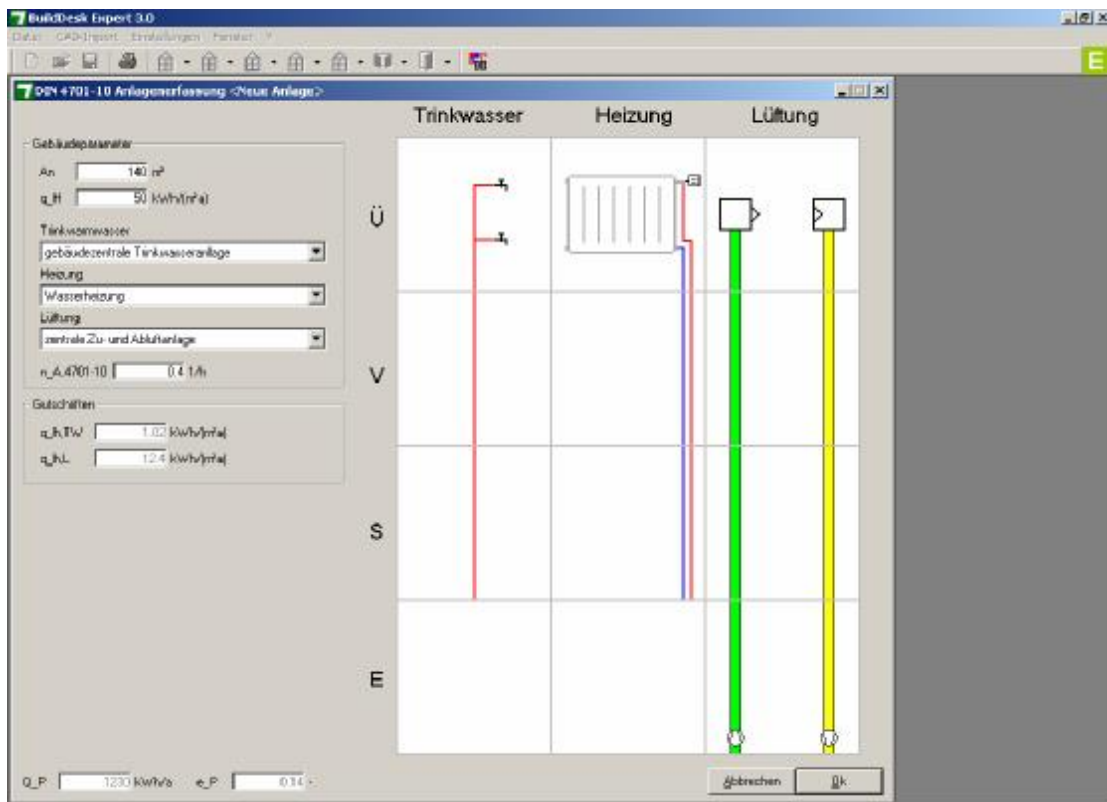 BuildDesk Expert 3.0
Datei CAD-Import Einstellungen Fenster ?
E
DIN 4701-10 Anlagenerfassung <Neue Anlage>
Trinkwasser Heizung Lüftung
Gebäudeparameter
An 140 m²
q_H 50 kWh/(m²a)
Trinkwarmwasser
gebäudezentrale Trinkwasseranlage
Heizung
Wasserheizung
Lüftung
zentrale Zu- und Abluftanlage
n_A,4701-10 0.4 1/h
Gutschriften
q_h,TW 1.02 kWh/(m²a)
q_h,L 12.4 kWh/(m²a)
Ü
V
S
E
Q_P 1230 kWh/a e_P 0.14 -
Abbrechen Ok